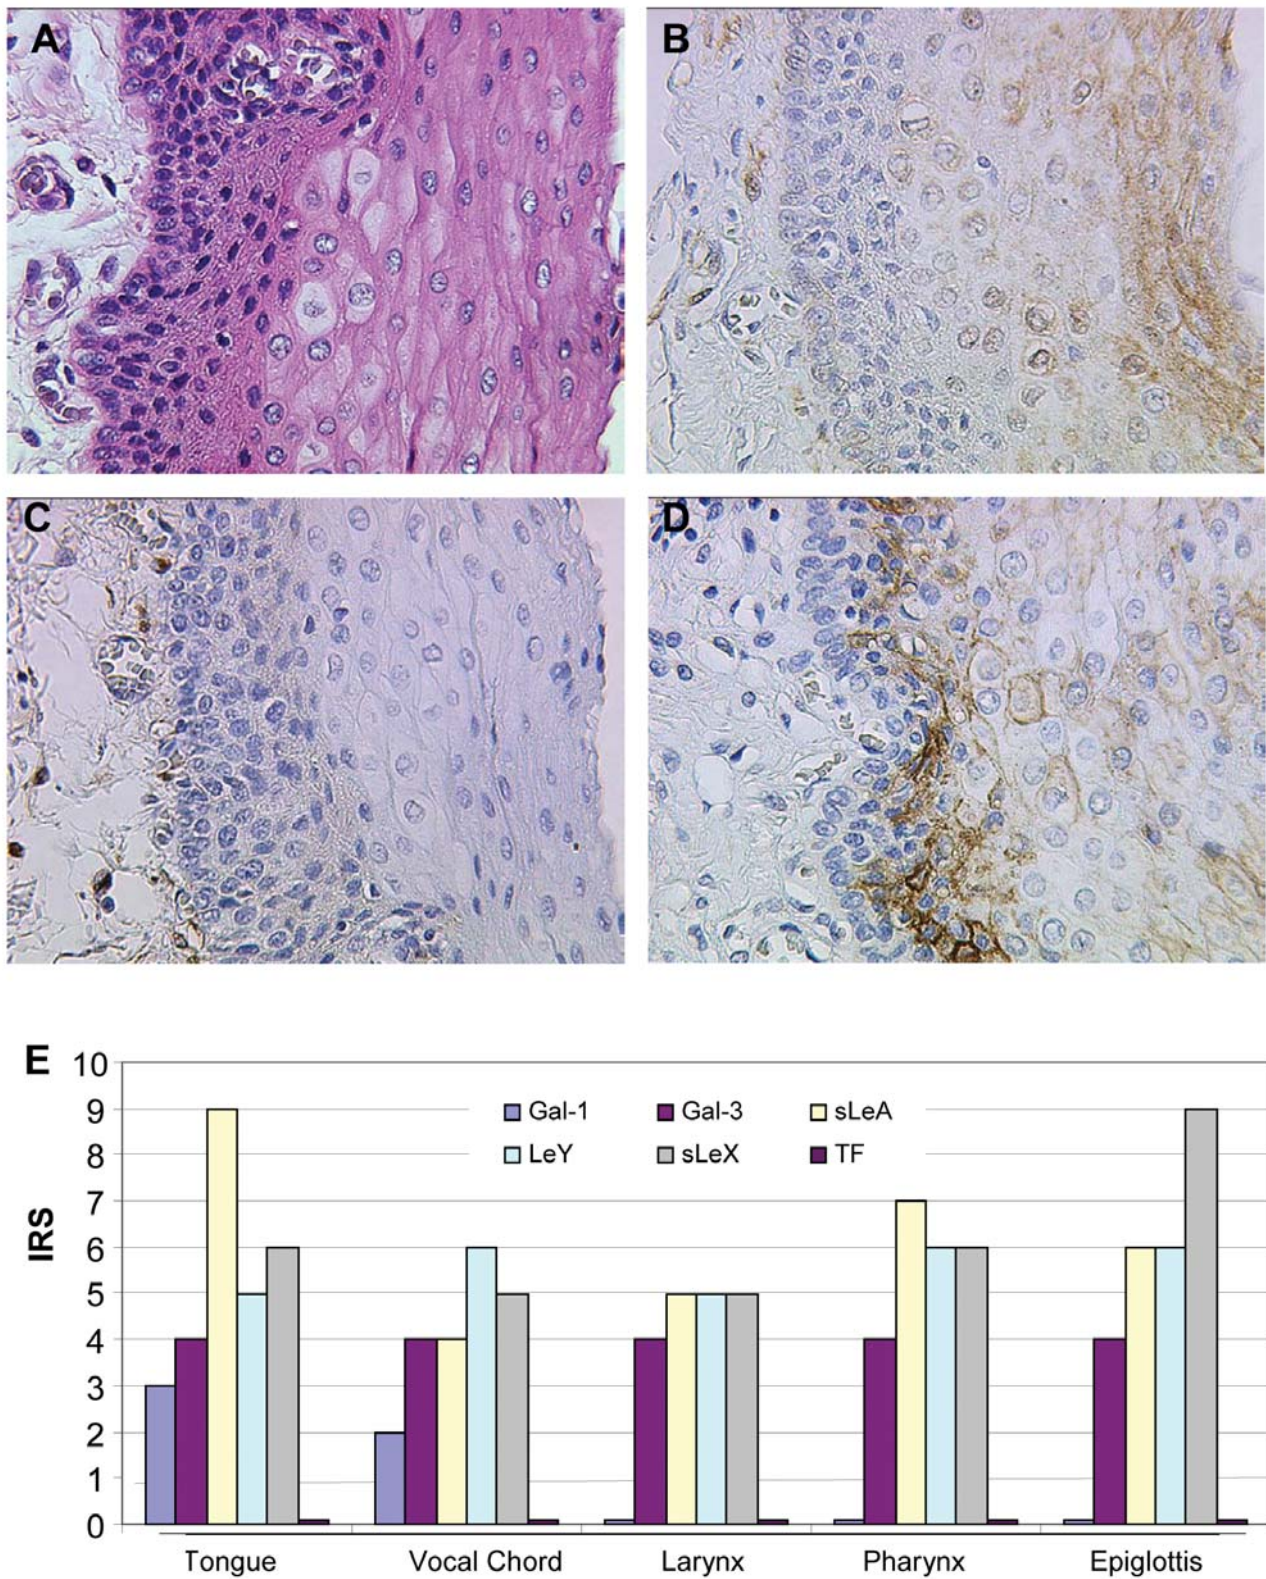 A
B
C
D
E
10
9
8
7
6
5
4
3
2
1
0
IRS
Gal-1 Gal-3 sLeA
LeY sLeX TF
Tongue Vocal Chord Larynx Pharynx Epiglottis